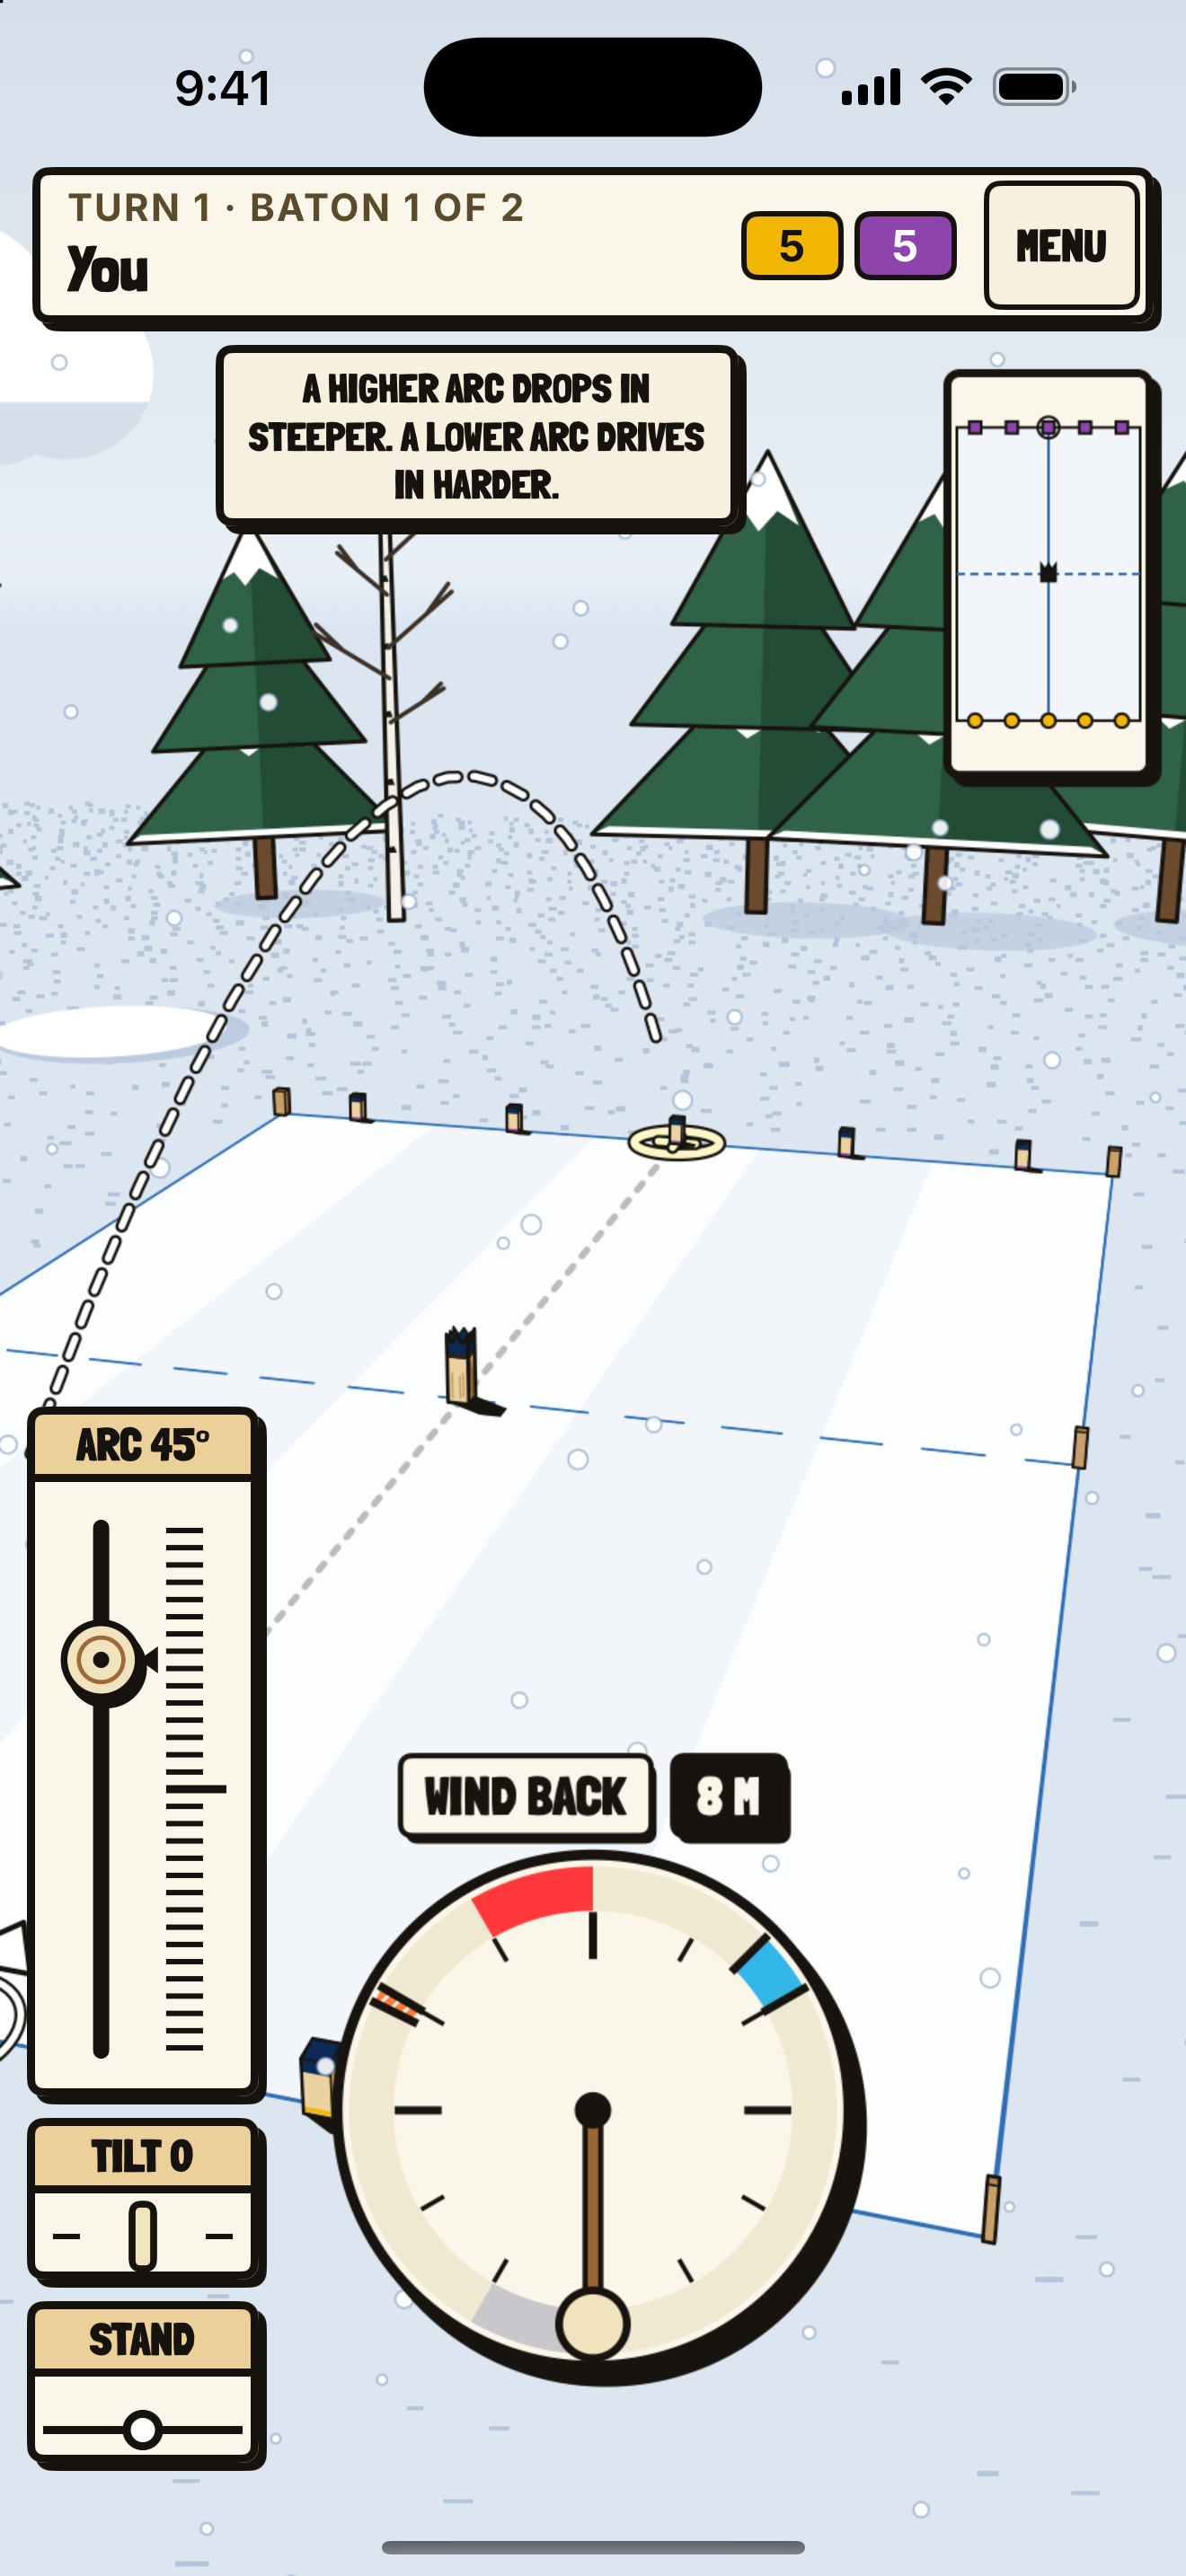 9:41
TURN 1 · BATON 1 OF 2
You
5 5
MENU
A HIGHER ARC DROPS IN
STEEPER. A LOWER ARC DRIVES
IN HARDER.
ARC 45°
WIND BACK 8 M
TILT 0
STAND